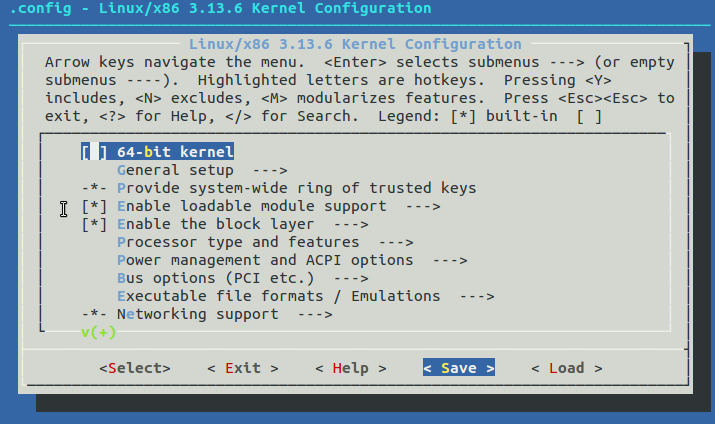 .config - Linux/x86 3.13.6 Kernel Configuration
Linux/x86 3.13.6 Kernel Configuration
Arrow keys navigate the menu.  <Enter> selects submenus ---> (or empty
submenus ----).  Highlighted letters are hotkeys.  Pressing <Y>
includes, <N> excludes, <M> modularizes features.  Press <Esc><Esc> to
exit, <?> for Help, </> for Search.  Legend: [*] built-in  [ ]
[ ] 64-bit kernel
General setup  --->
-*- Provide system-wide ring of trusted keys
[*] Enable loadable module support  --->
[*] Enable the block layer  --->
Processor type and features  --->
Power management and ACPI options  --->
Bus options (PCI etc.)  --->
Executable file formats / Emulations  --->
-*- Networking support  --->
v(+)
<Select>    < Exit >    < Help >    < Save >    < Load >